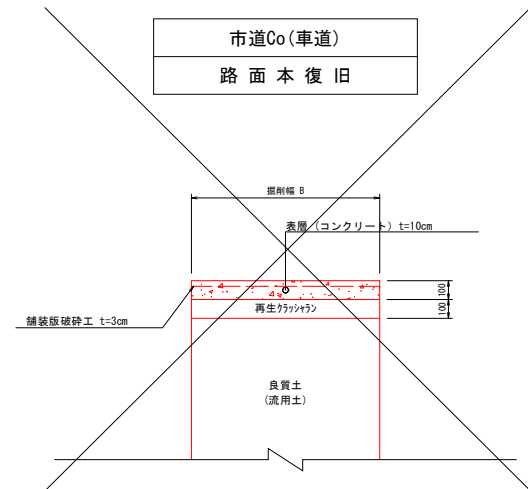 市道Co(車道)
路面本復旧
掘削幅 B
表層 (コンクリート) t=10cm
100
再生クラッシャラン
100
舗装版破砕工 t=3cm
良質土
(流用土)